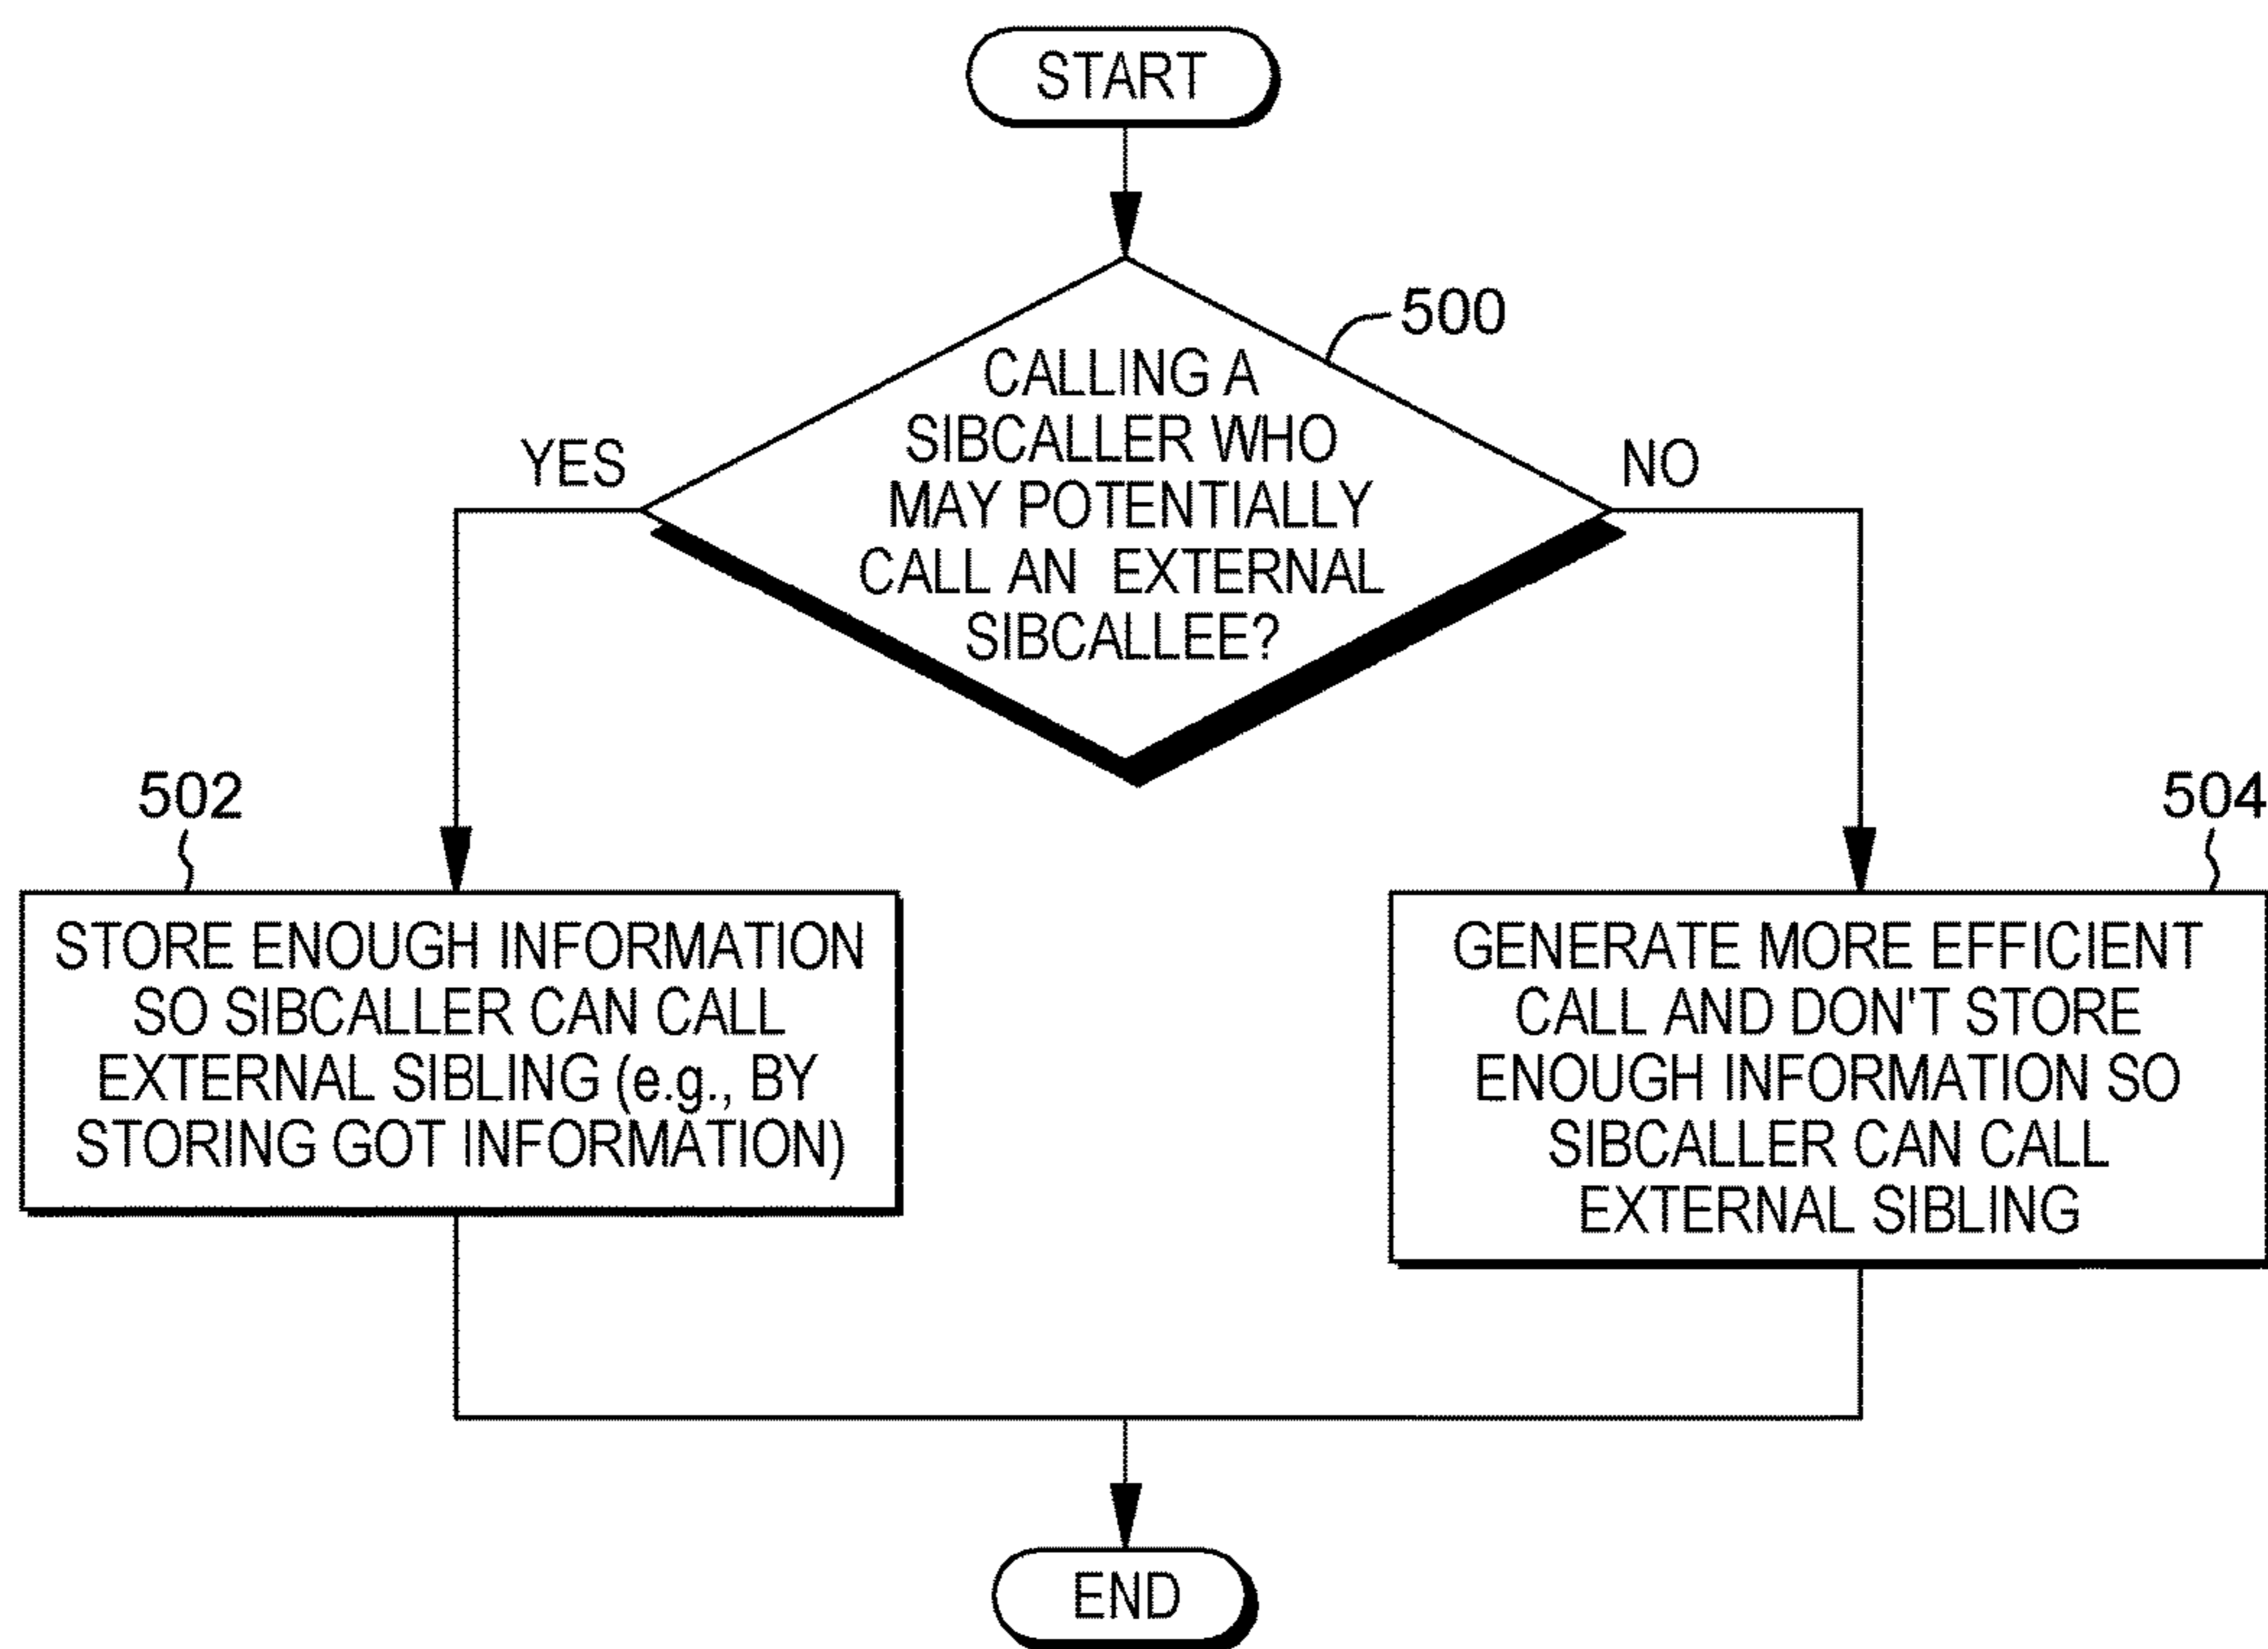 START
500
CALLING A
SIBCALLER WHO
MAY POTENTIALLY
CALL AN EXTERNAL
SIBCALLEE?
YES
NO
502
STORE ENOUGH INFORMATION
SO SIBCALLER CAN CALL
EXTERNAL SIBLING (e.g., BY
STORING GOT INFORMATION)
504
GENERATE MORE EFFICIENT
CALL AND DON'T STORE
ENOUGH INFORMATION SO
SIBCALLER CAN CALL
EXTERNAL SIBLING
END